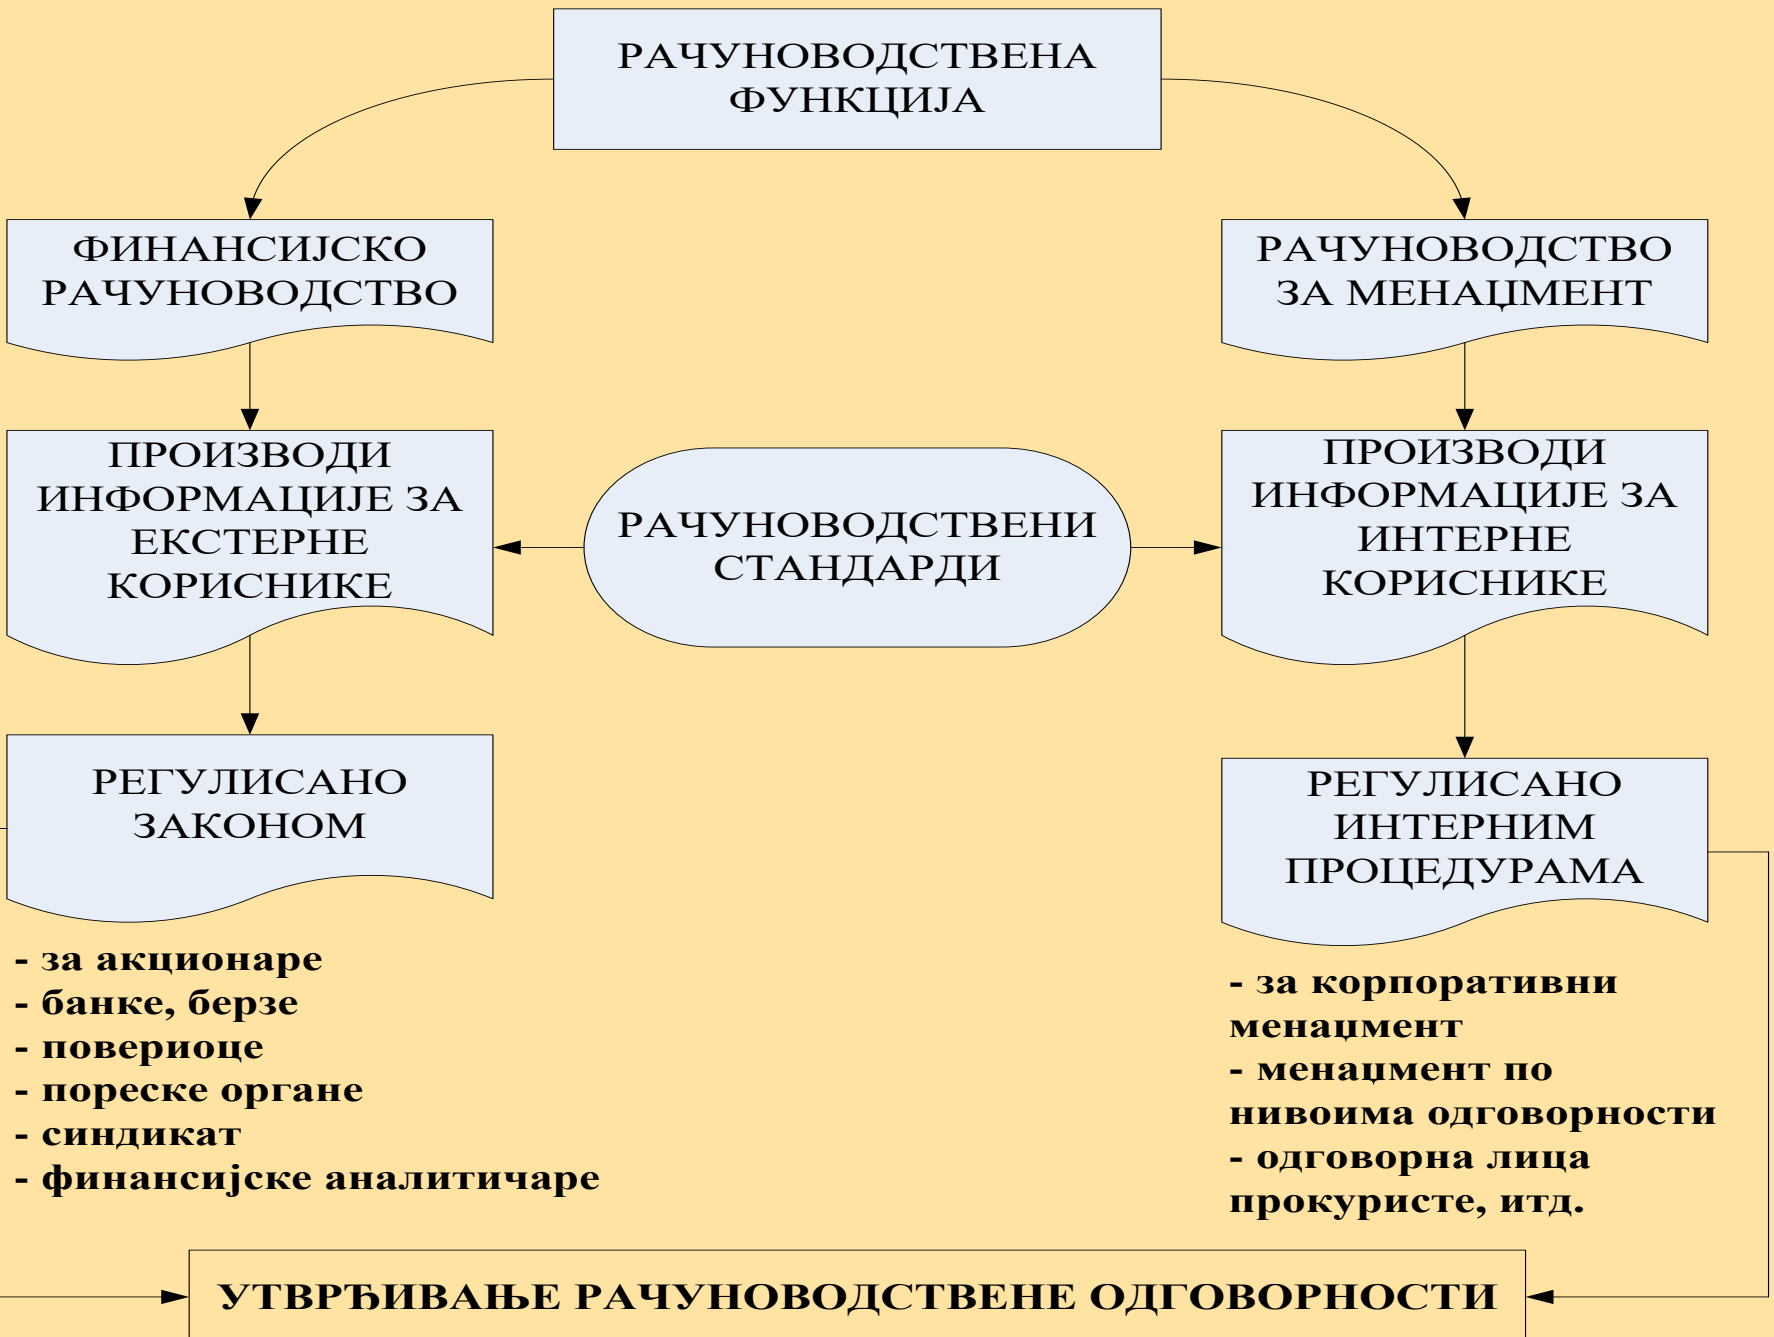 РАЧУНОВОДСТВЕНА
ФУНКЦИЈА
ФИНАНСИЈСКО
РАЧУНОВОДСТВО
РАЧУНОВОДСТВО
ЗА МЕНАЏМЕНТ
ПРОИЗВОДИ
ИНФОРМАЦИЈЕ ЗА
ЕКСТЕРНЕ
КОРИСНИКЕ
РАЧУНОВОДСТВЕНИ
СТАНДАРДИ
ПРОИЗВОДИ
ИНФОРМАЦИЈЕ ЗА
ИНТЕРНЕ
КОРИСНИКЕ
РЕГУЛИСАНО
ЗАКОНОМ
РЕГУЛИСАНО
ИНТЕРНИМ
ПРОЦЕДУРАМА
- за акционаре
- банке, берзе
- повериоце
- пореске органе
- синдикат
- финансијске аналитичаре
- за корпоративни
менаџмент
- менаџмент по
нивоима одговорности
- одговорна лица
прокуристе, итд.
УТВРЂИВАЊЕ РАЧУНОВОДСТВЕНЕ ОДГОВОРНОСТИ